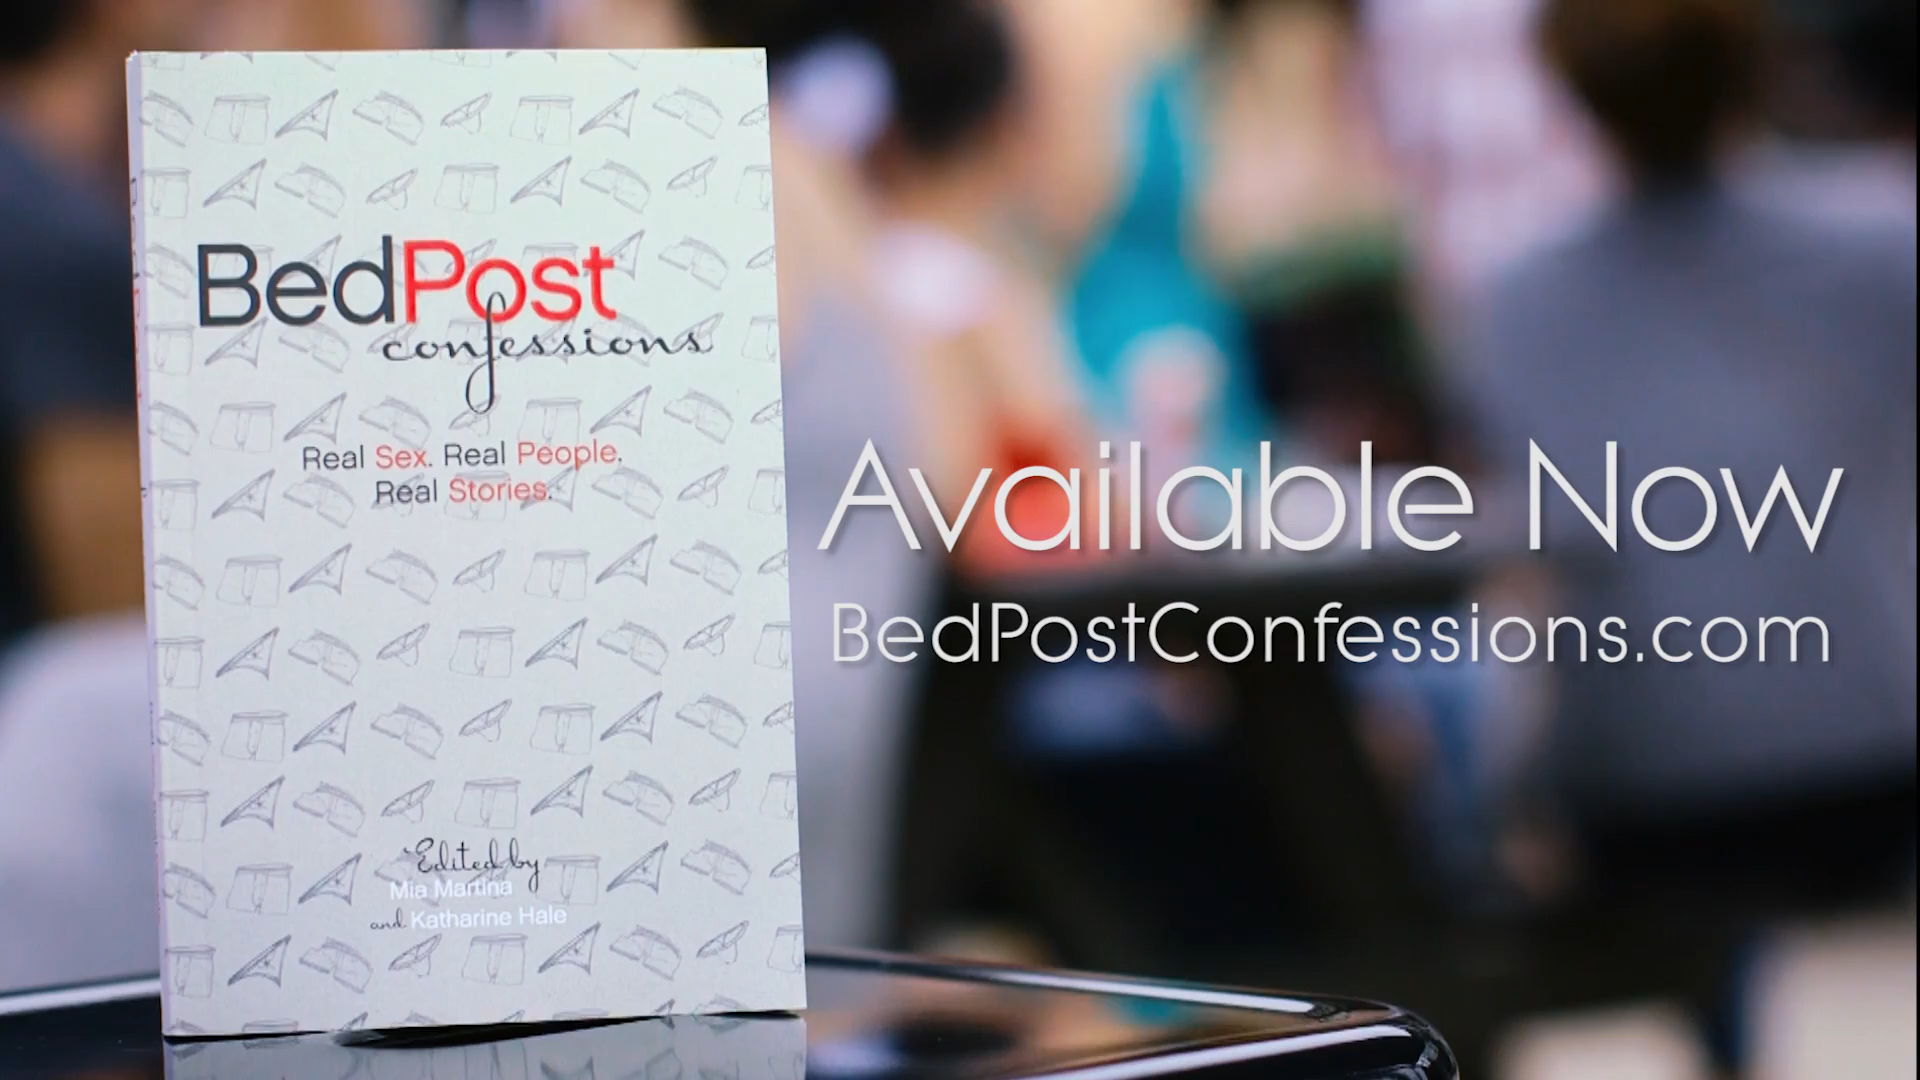 BedPost
confessions
Real Sex. Real People.
Real Stories.
Edited by
Mia Martina
and Katharine Hale
Available Now
BedPostConfessions.com